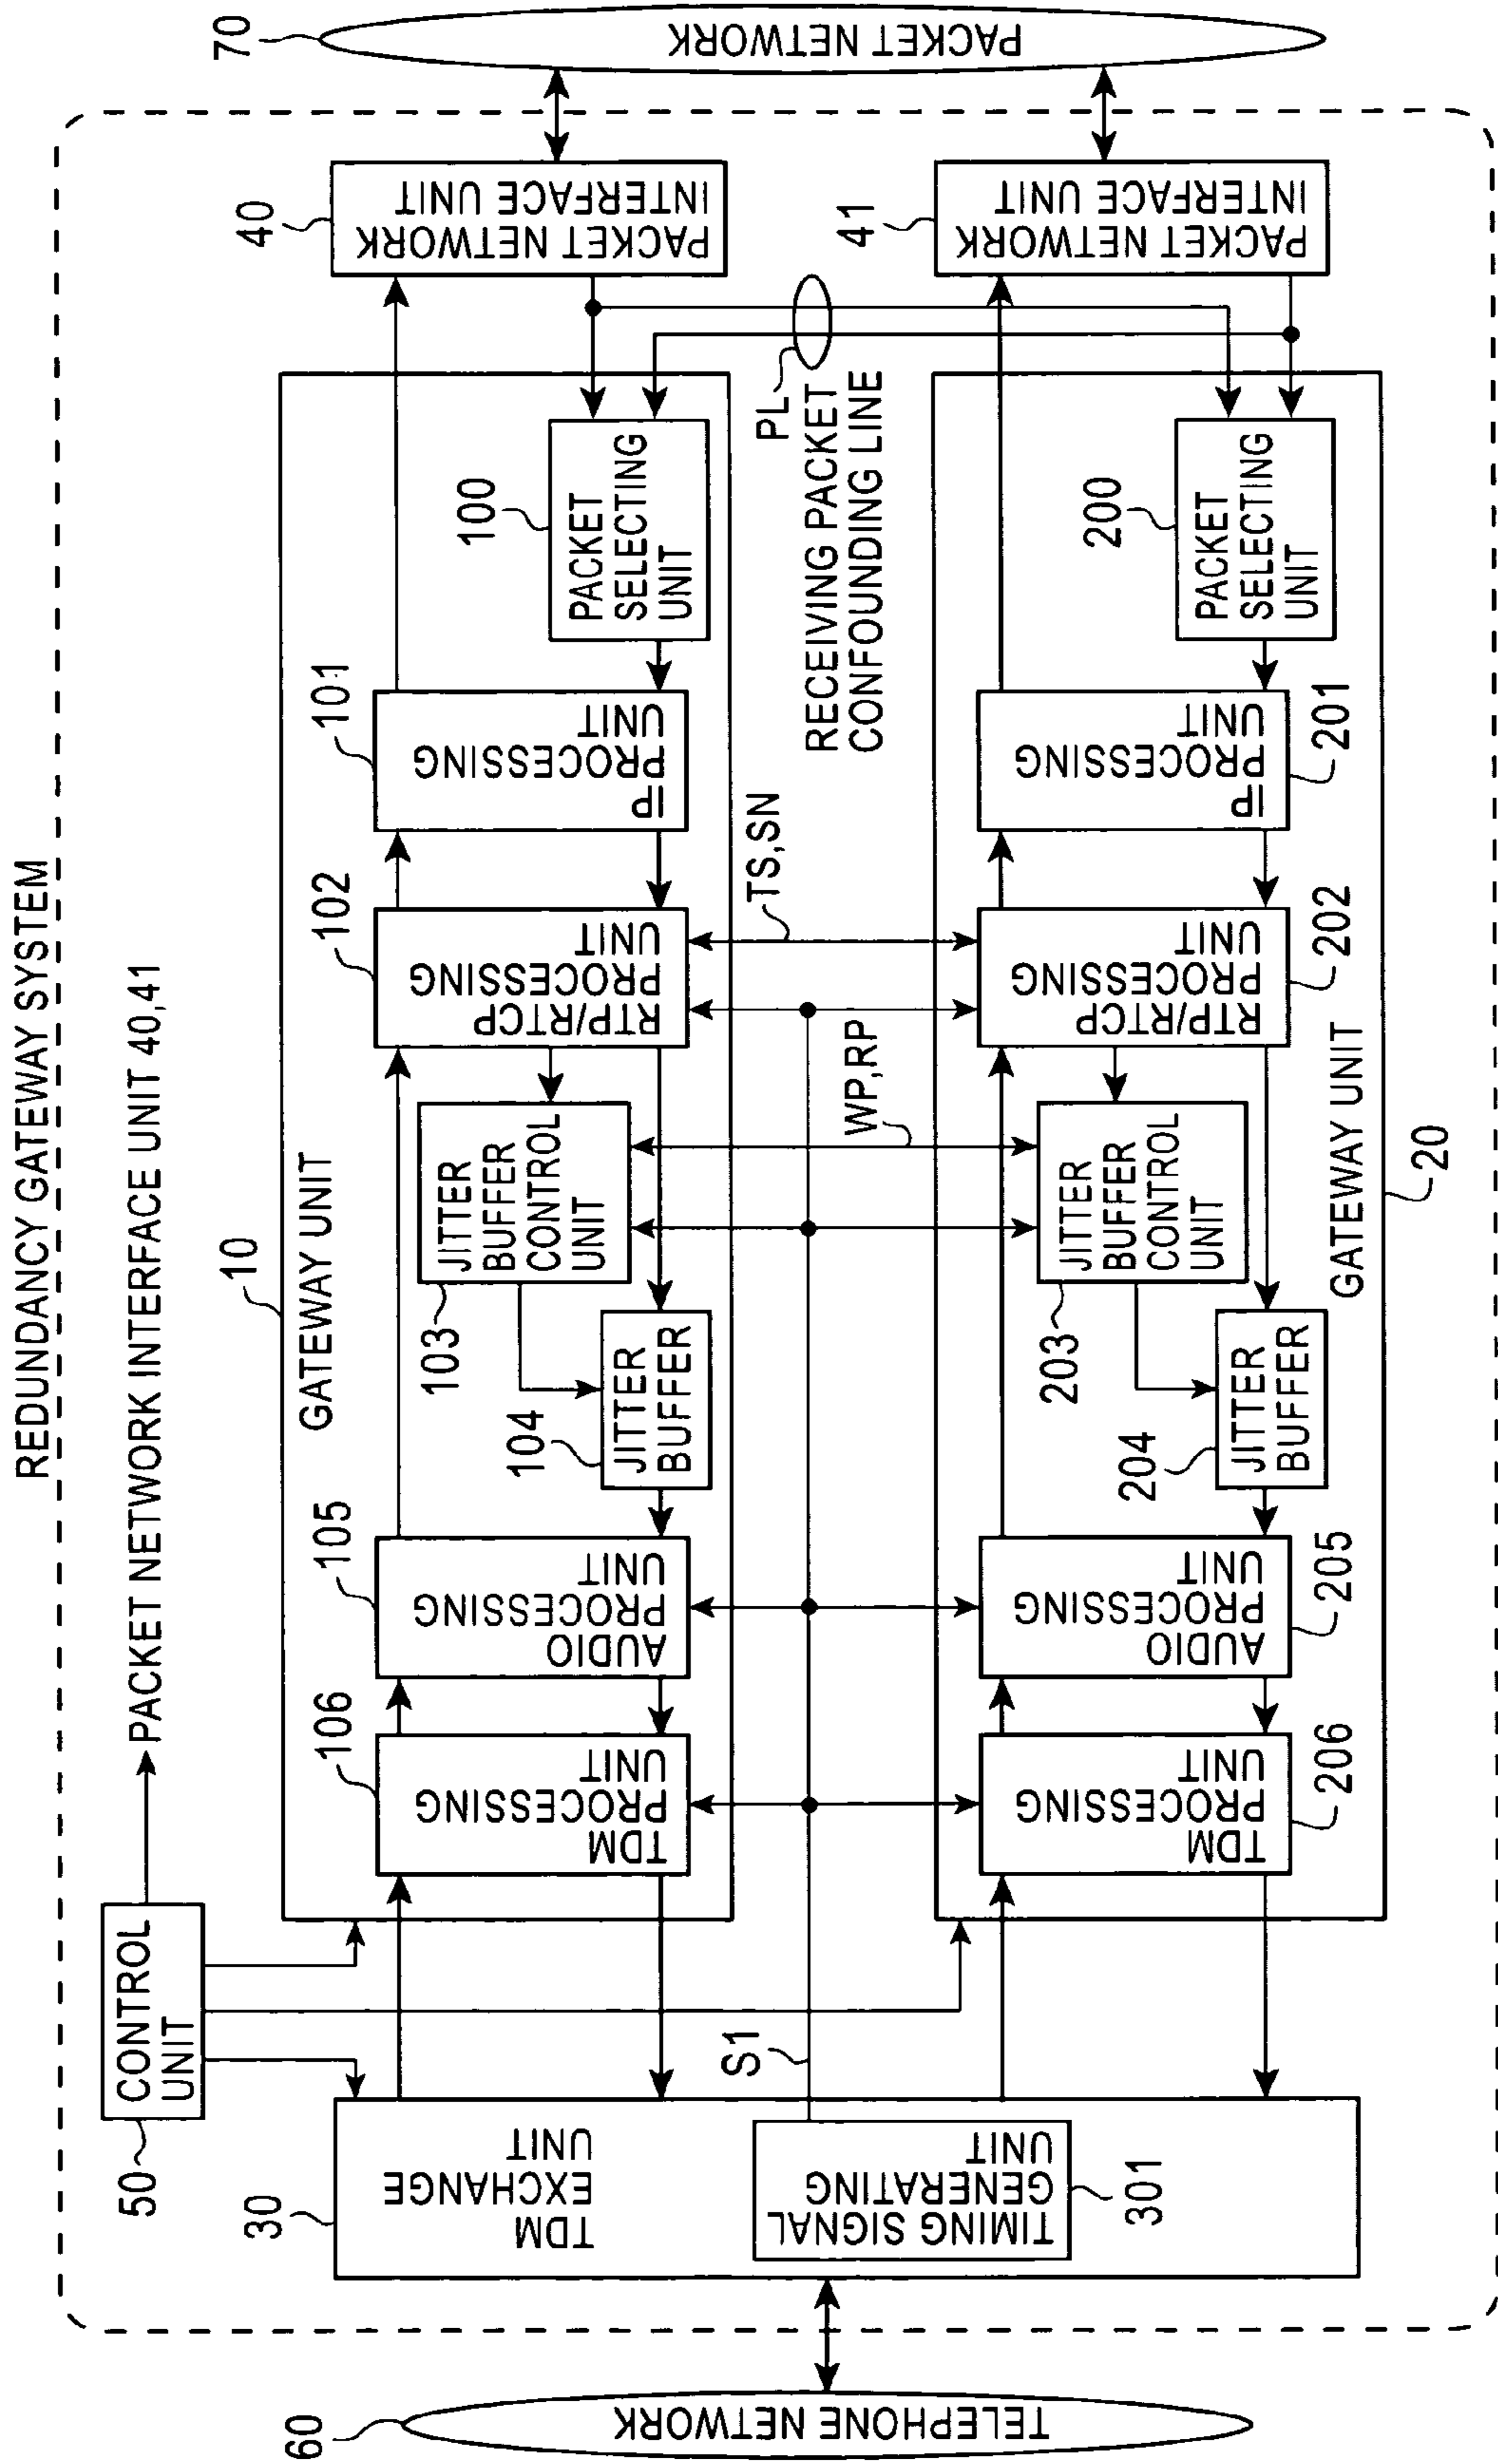 REDUNDANCY GATEWAY SYSTEM
50
CONTROL
UNIT
PACKET NETWORK INTERFACE UNIT 40,41
60
TELEPHONE NETWORK
30
TDM
EXCHANGE
UNIT
TIMING SIGNAL
GENERATING
UNIT
301
S1
10
GATEWAY UNIT
106
TDM
PROCESSING
UNIT
105
AUDIO
PROCESSING
UNIT
104
JITTER
BUFFER
103
JITTER
BUFFER
CONTROL
UNIT
102
RTP/RTCP
PROCESSING
UNIT
101
IP
PROCESSING
UNIT
100
PACKET
SELECTING
UNIT
40
PACKET NETWORK
INTERFACE UNIT
70
PACKET NETWORK
WP,RP
TS,SN
RECEIVING PACKET
CONFOUNDING LINE
PL
206
TDM
PROCESSING
UNIT
205
AUDIO
PROCESSING
UNIT
204
JITTER
BUFFER
203
JITTER
BUFFER
CONTROL
UNIT
202
RTP/RTCP
PROCESSING
UNIT
201
IP
PROCESSING
UNIT
200
PACKET
SELECTING
UNIT
41
PACKET NETWORK
INTERFACE UNIT
GATEWAY UNIT
20